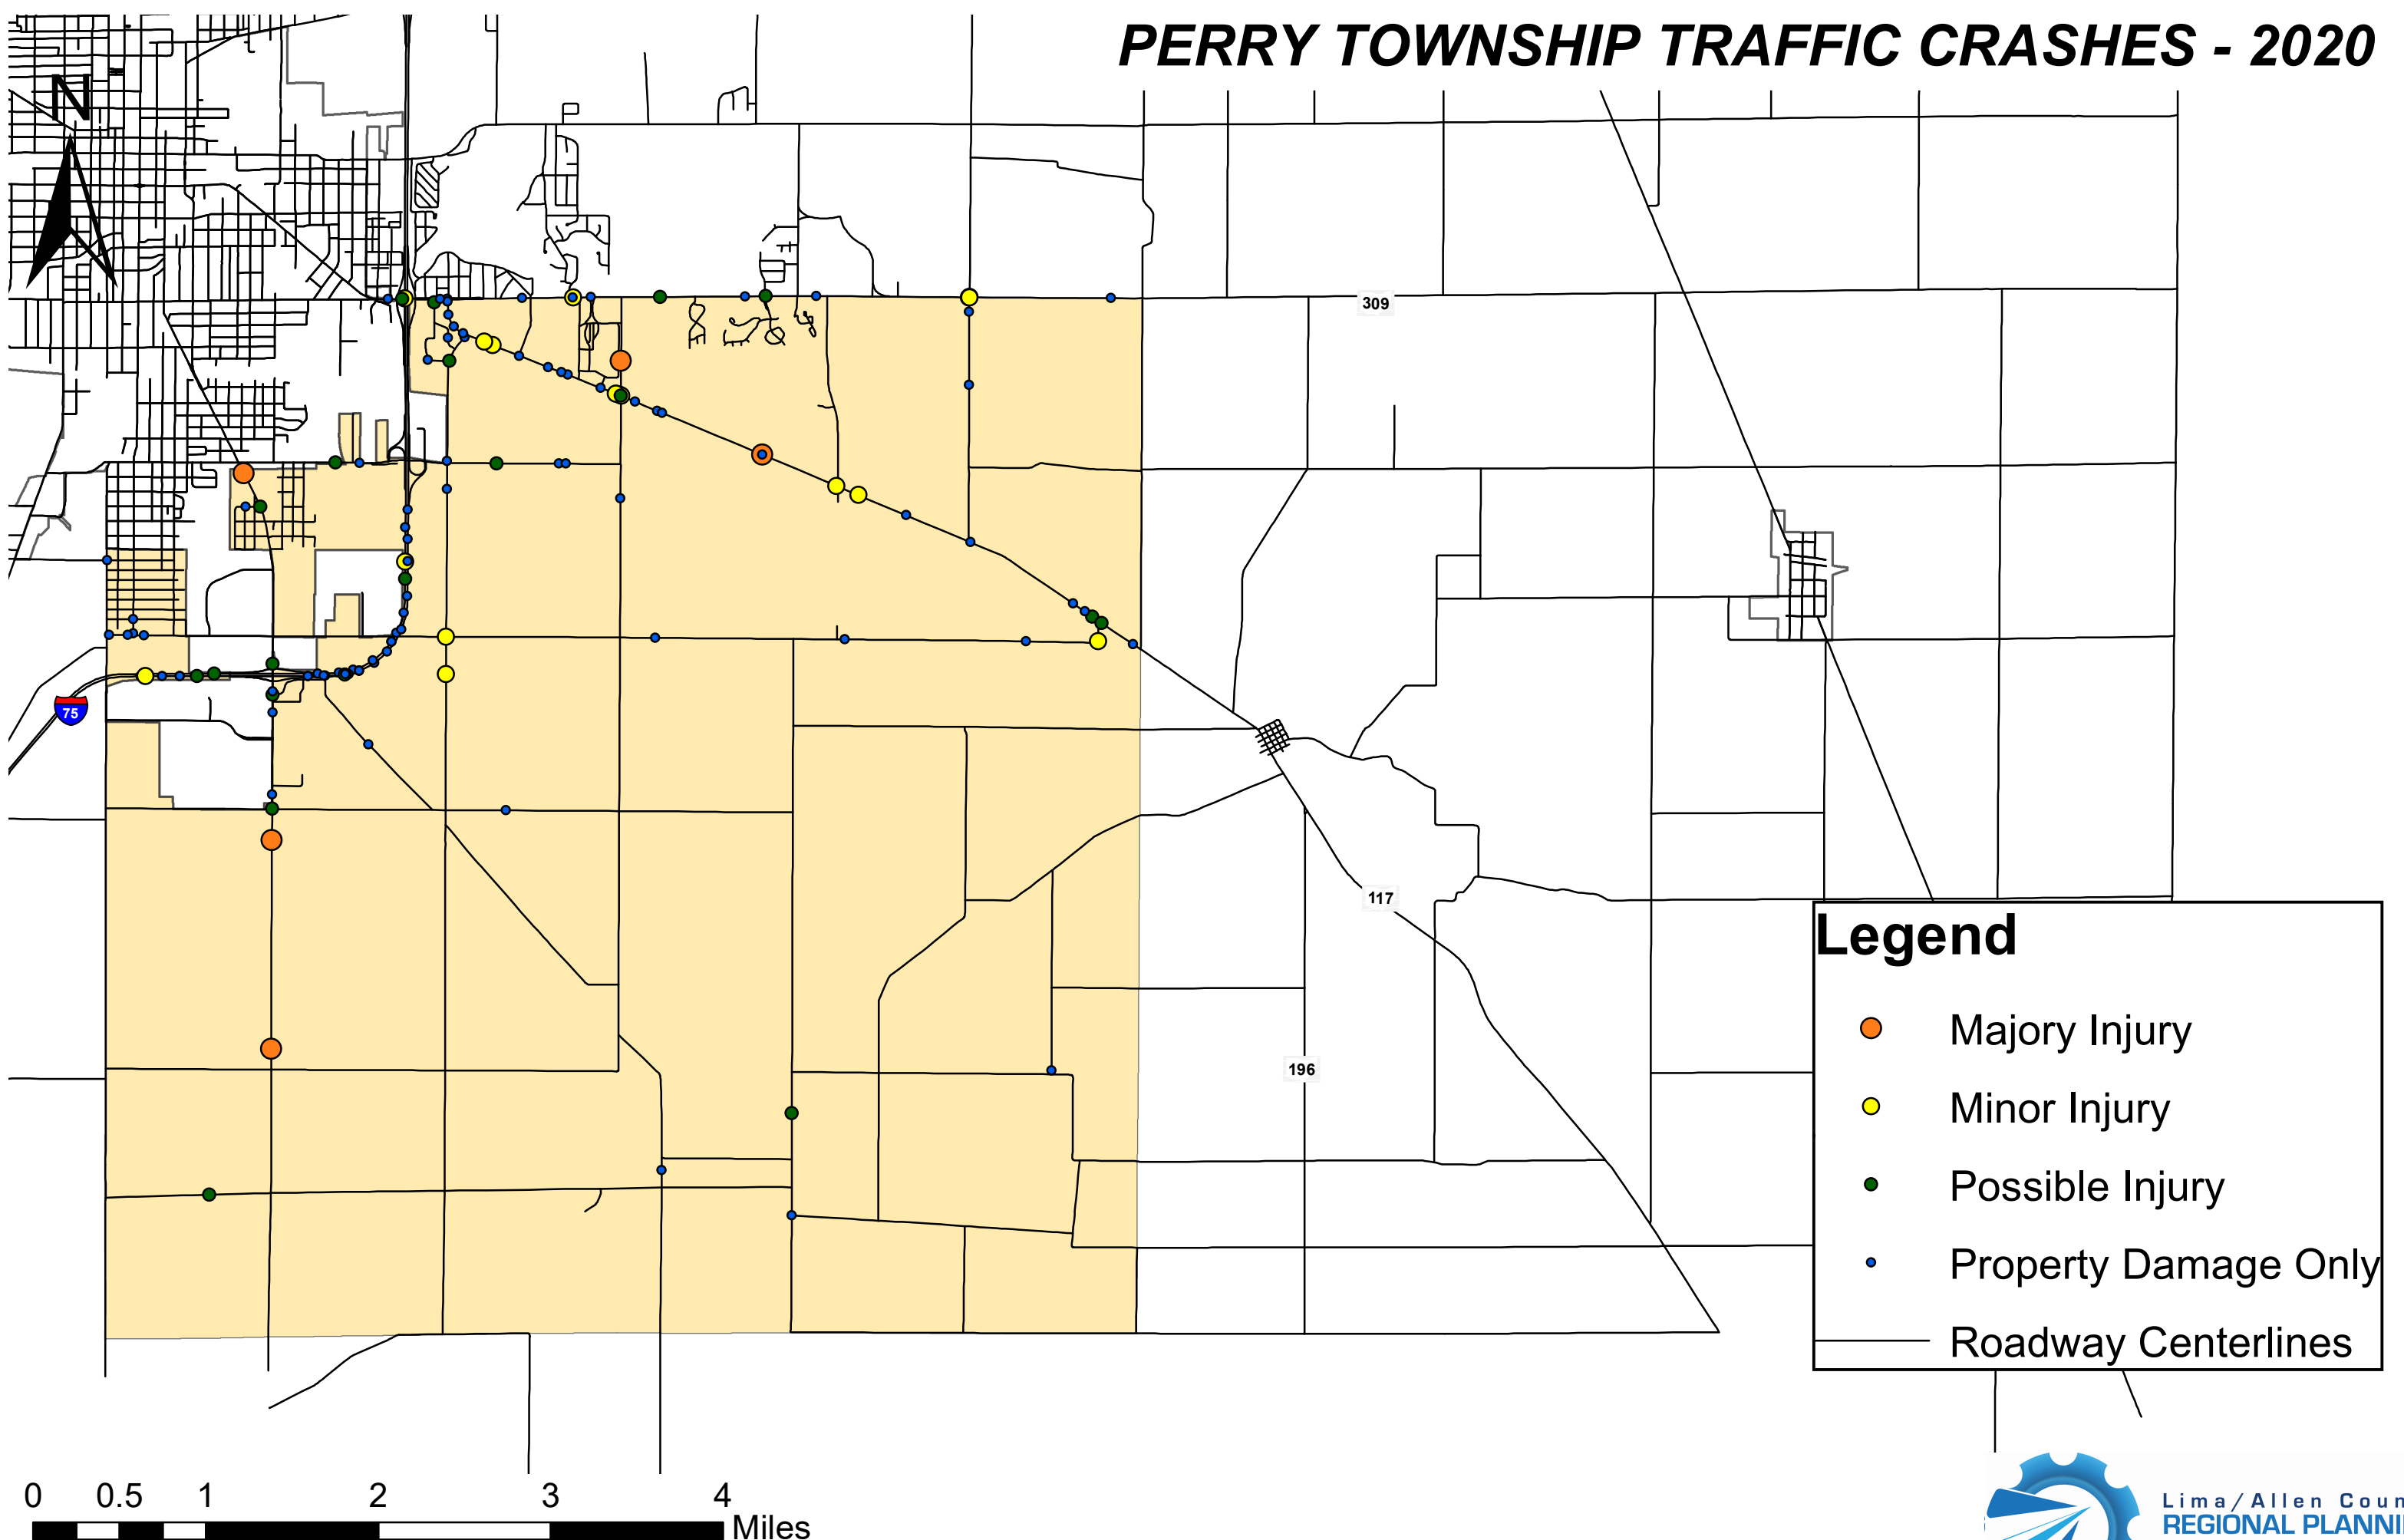 PERRY TOWNSHIP TRAFFIC CRASHES - 2020
N
309
75
117
196
Legend
Majory Injury
Minor Injury
Possible Injury
Property Damage Only
Roadway Centerlines
0 0.5 1 2 3 4
Miles
Lima/Allen Coun
REGIONAL PLANNI